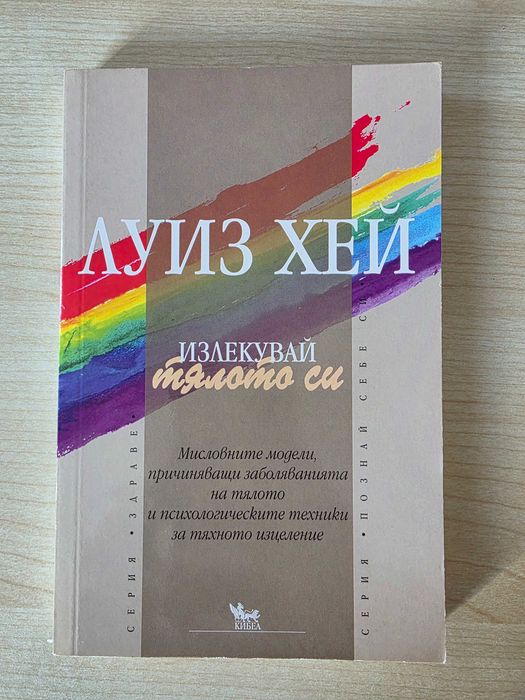 ЛУИЗ ХЕЙ
ИЗЛЕКУВАЙ
тялото си
Мисловните модели,
причиняващи заболяванията
на тялото
и психологическите техники
за тяхното изцеление
СЕРИЯ • ЗДРАВЕ •
СЕРИЯ • ПОЗНАЙ СЕБЕ СИ
КИБЕА